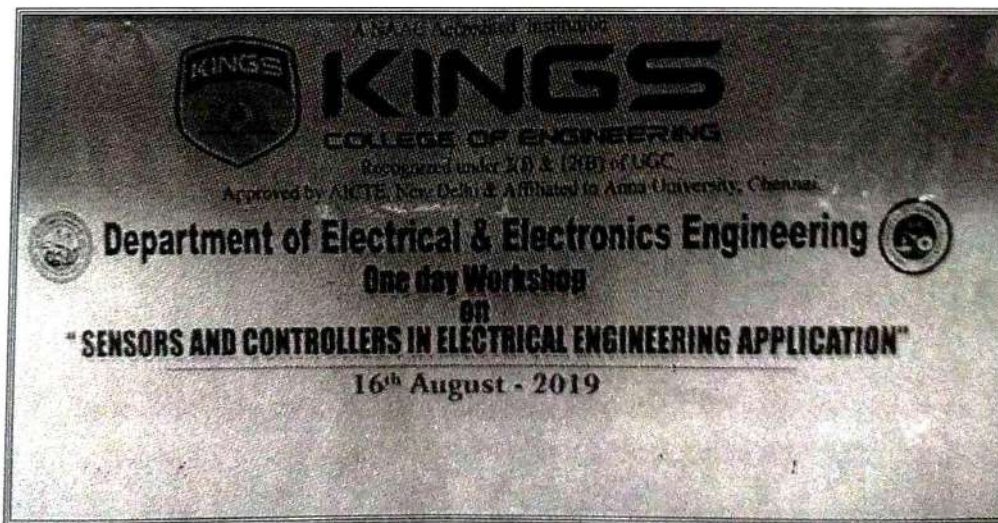 A NAAC Accredited Institution
KINGS
KINGS
COLLEGE OF ENGINEERING
Recognized under 2(f) & 12(B) of UGC
Approved by AICTE, New Delhi & Affiliated to Anna University, Chennai.
Department of Electrical & Electronics Engineering
One day Workshop
on
"SENSORS AND CONTROLLERS IN ELECTRICAL ENGINEERING APPLICATION"
16th August - 2019